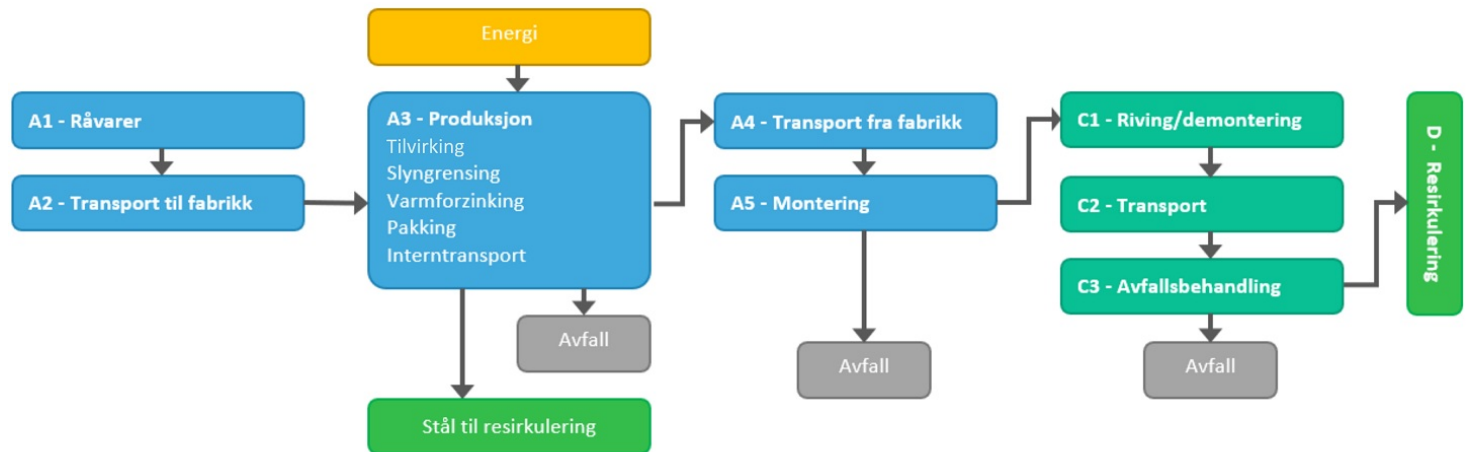 Energi
A1 - Råvarer
A2 - Transport til fabrikk
A3 - Produksjon
Tilvirking
Slyngrensing
Varmforzinking
Pakking
Interntransport
Avfall
Stål til resirkulering
A4 - Transport fra fabrikk
A5 - Montering
Avfall
C1 - Riving/demontering
C2 - Transport
C3 - Avfallsbehandling
Avfall
D - Resirkulering